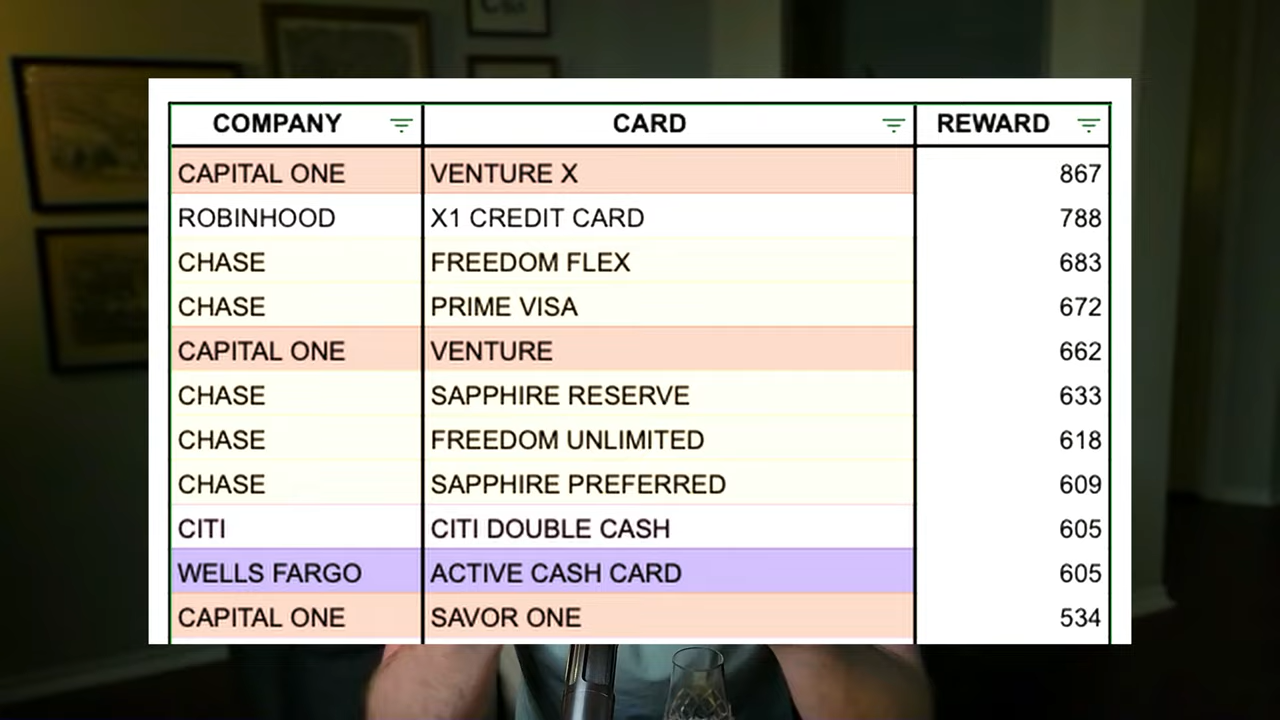 COMPANY CARD REWARD
CAPITAL ONE VENTURE X 867
ROBINHOOD X1 CREDIT CARD 788
CHASE FREEDOM FLEX 683
CHASE PRIME VISA 672
CAPITAL ONE VENTURE 662
CHASE SAPPHIRE RESERVE 633
CHASE FREEDOM UNLIMITED 618
CHASE SAPPHIRE PREFERRED 609
CITI CITI DOUBLE CASH 605
WELLS FARGO ACTIVE CASH CARD 605
CAPITAL ONE SAVOR ONE 534